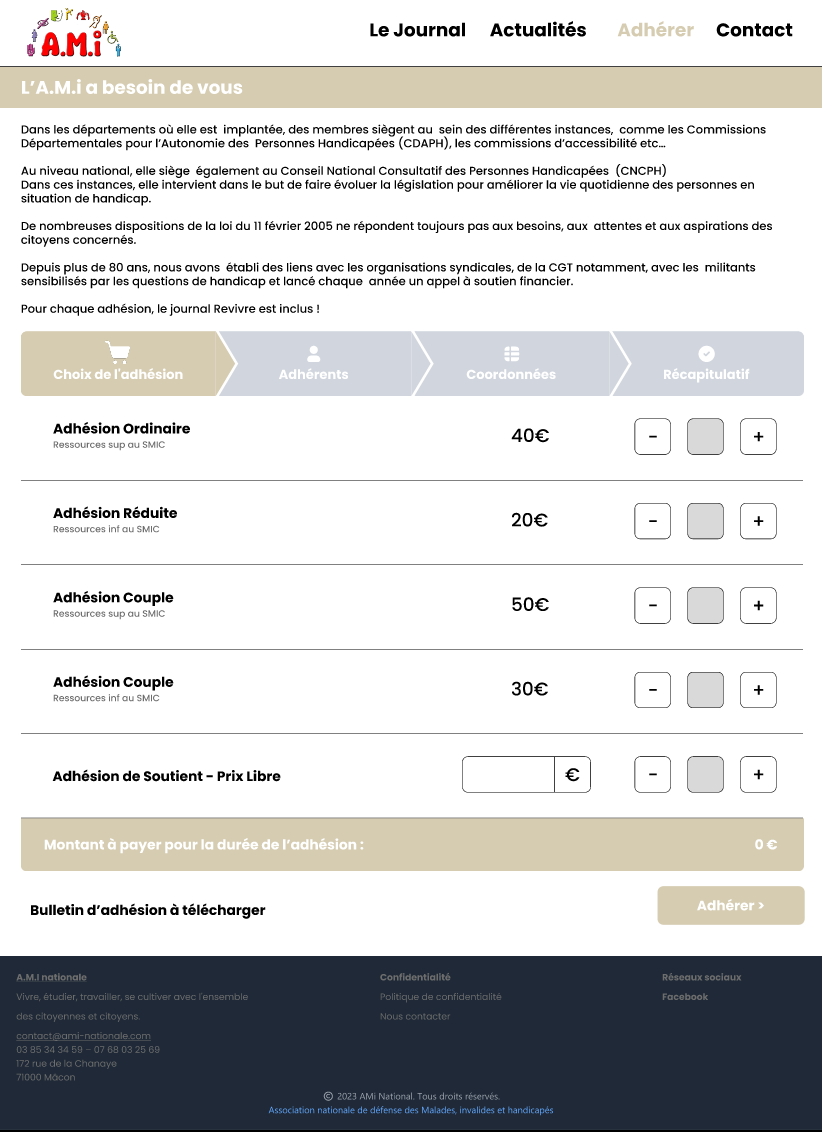 A.M.i
Le Journal Actualités Adhérer Contact
L'A.M.i a besoin de vous
Dans les départements où elle est implantée, des membres siègent au sein des différentes instances, comme les Commissions
Départementales pour l'Autonomie des Personnes Handicapées (CDAPH), les commissions d'accessibilité etc...
Au niveau national, elle siège également au Conseil National Consultatif des Personnes Handicapées (CNCPH)
Dans ces instances, elle intervient dans le but de faire évoluer la législation pour améliorer la vie quotidienne des personnes en
situation de handicap.
De nombreuses dispositions de la loi du 11 février 2005 ne répondent toujours pas aux besoins, aux attentes et aux aspirations des
citoyens concernés.
Depuis plus de 80 ans, nous avons établi des liens avec les organisations syndicales, de la CGT notamment, avec les militants
sensibilisés par les questions de handicap et lancé chaque année un appel à soutien financier.
Pour chaque adhésion, le journal Revivre est inclus !
Choix de l'adhésion Adhérents Coordonnées Récapitulatif
Adhésion Ordinaire
Ressources sup au SMIC
40€ - +
Adhésion Réduite
Ressources inf au SMIC
20€ - +
Adhésion Couple
Ressources sup au SMIC
50€ - +
Adhésion Couple
Ressources inf au SMIC
30€ - +
Adhésion de Soutient - Prix Libre € - +
Montant à payer pour la durée de l'adhésion : 0 €
Bulletin d'adhésion à télécharger
Adhérer >
A.M.I nationale
Vivre, étudier, travailler, se cultiver avec l'ensemble
des citoyennes et citoyens.
contact@ami-nationale.com
03 85 34 34 59 – 07 68 03 25 69
172 rue de la Chanaye
71000 Mâcon
Confidentialité
Politique de confidentialité
Nous contacter
Réseaux sociaux
Facebook
© 2023 AMi National. Tous droits réservés.
Association nationale de défense des Malades, invalides et handicapés